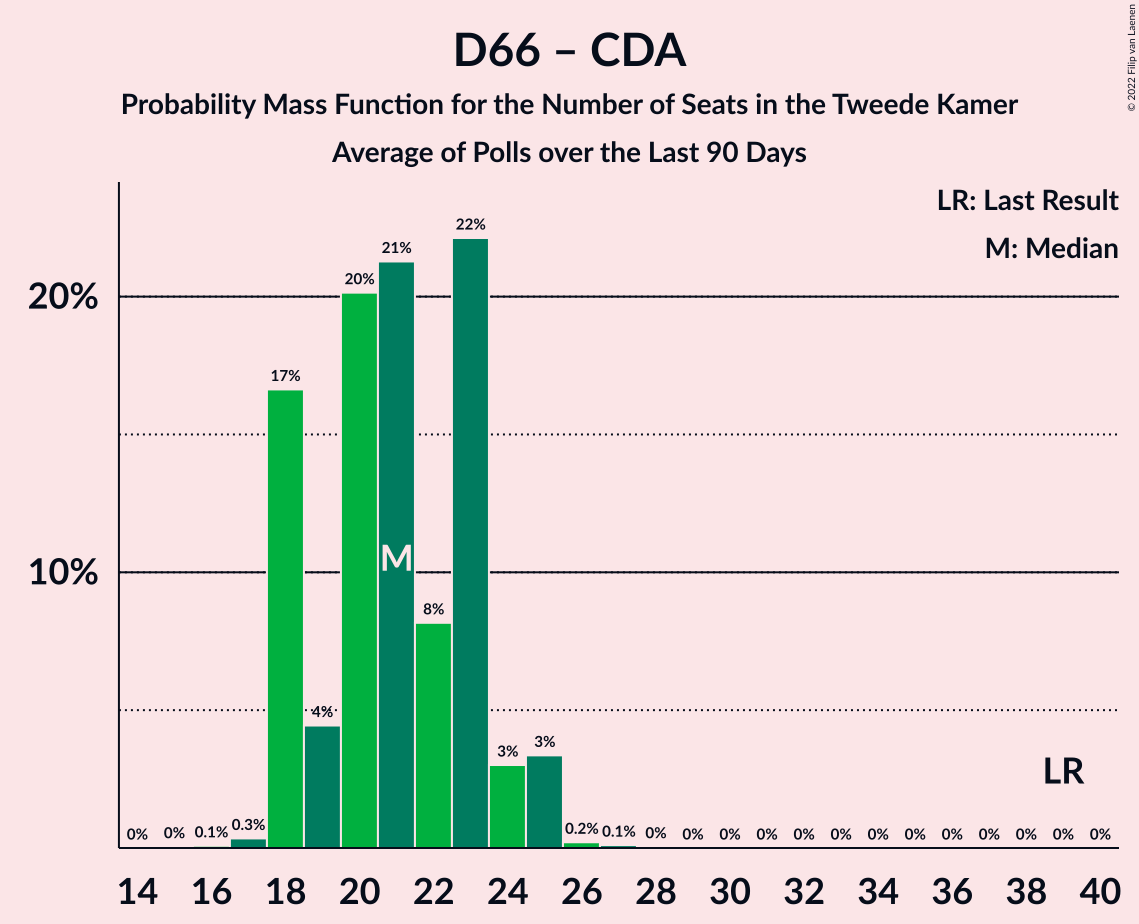 D66 – CDA
Probability Mass Function for the Number of Seats in the Tweede Kamer
Average of Polls over the Last 90 Days
© 2022 Filip van Laenen
LR: Last Result
M: Median
20%
10%
0% 0% 0.1% 0.3% 17% 4% 20% 21% 8% 22% 3% 3% 0.2% 0.1% 0% 0% 0% 0% 0% 0% 0% 0% 0% 0% 0% 0% 0%
M
LR
14 16 18 20 22 24 26 28 30 32 34 36 38 40